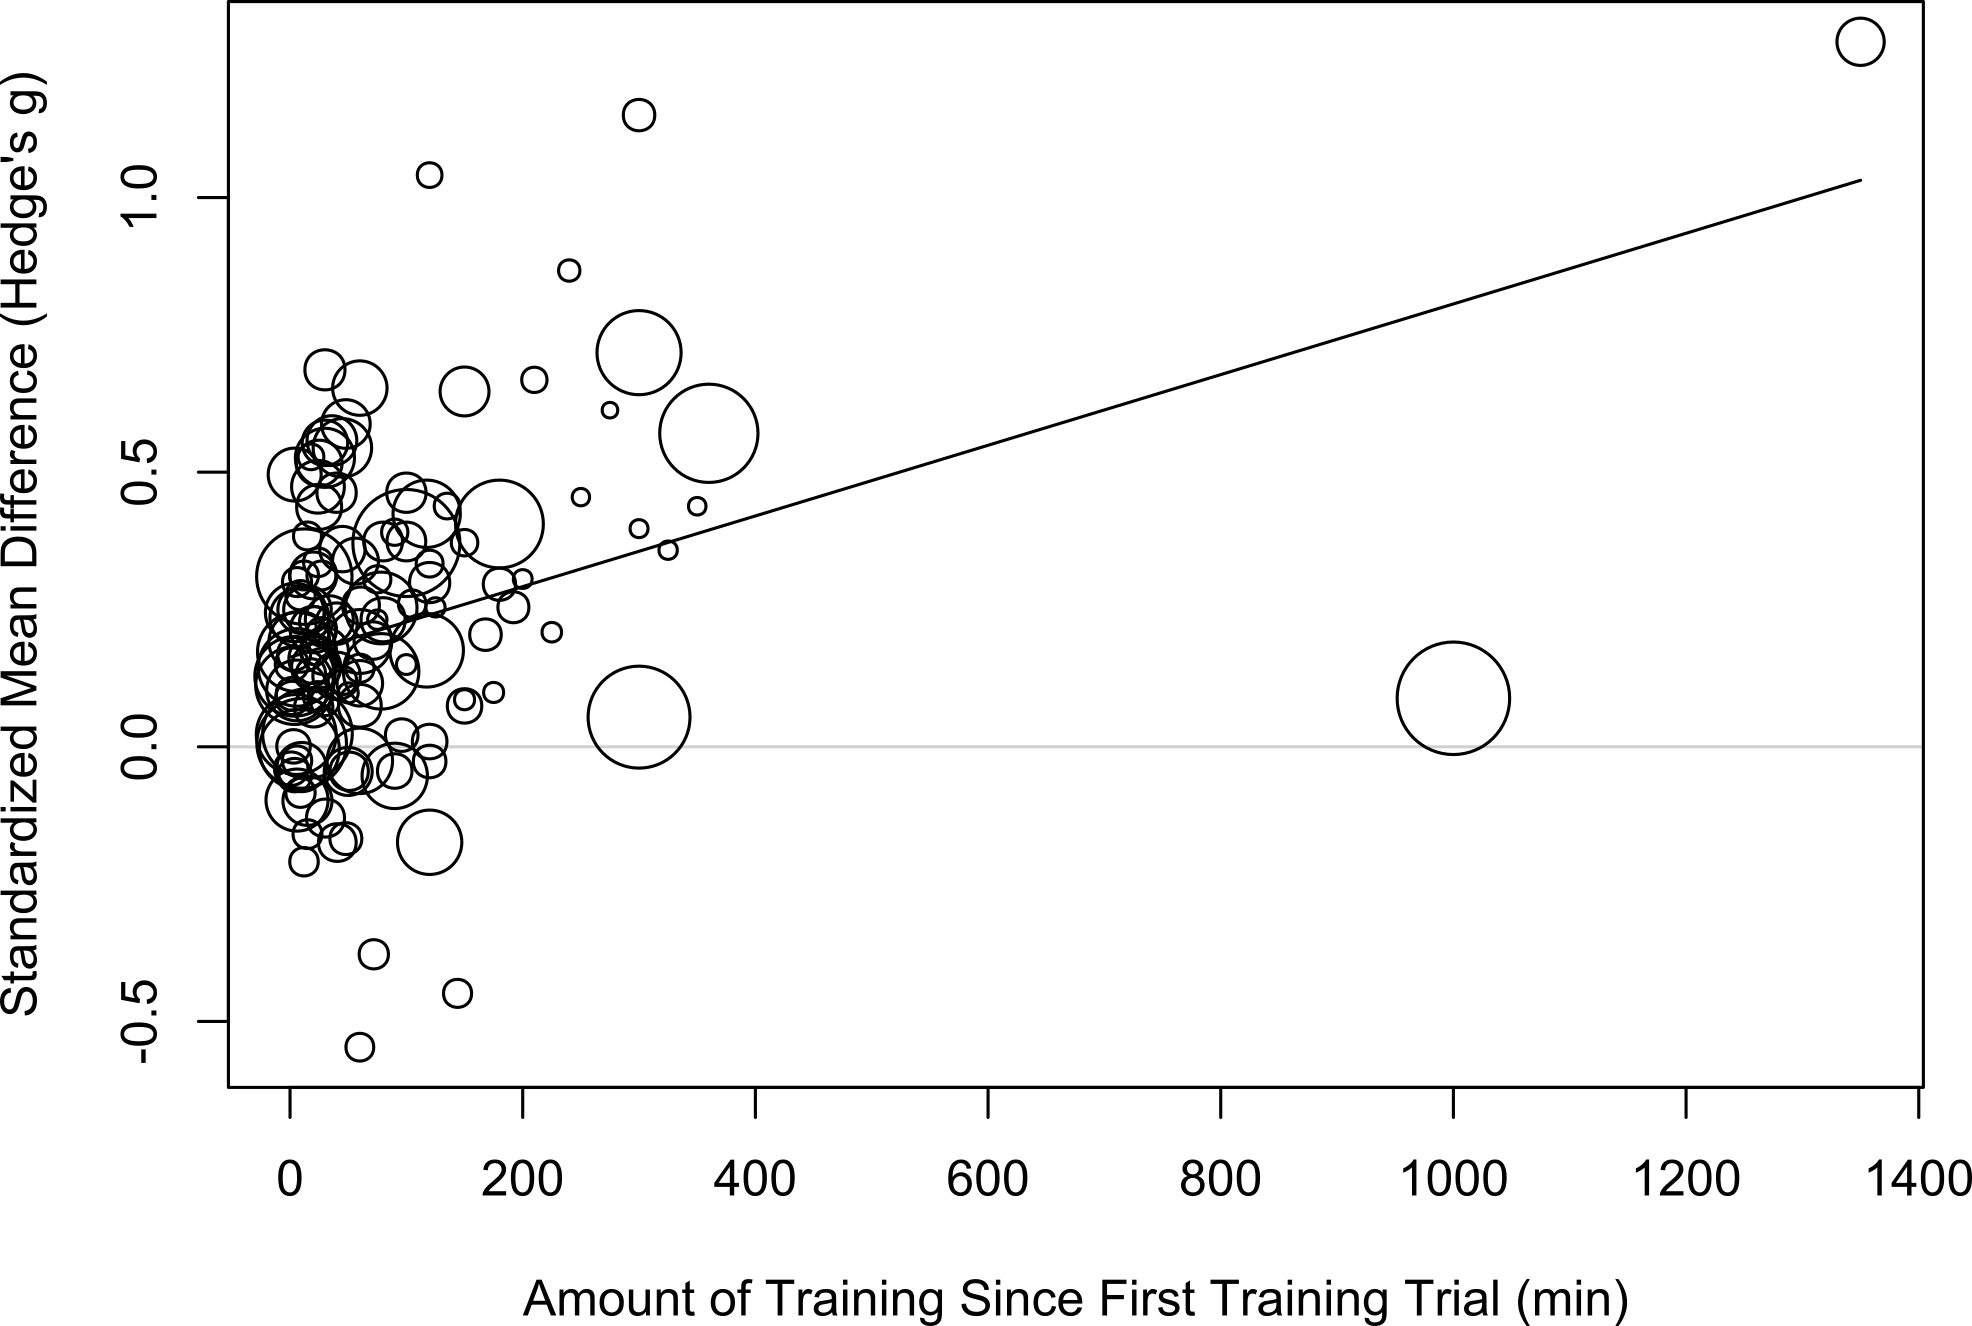 Standardized Mean Difference (Hedge's g)
1.0
0.5
0.0
-0.5
0 200 400 600 800 1000 1200 1400
Amount of Training Since First Training Trial (min)